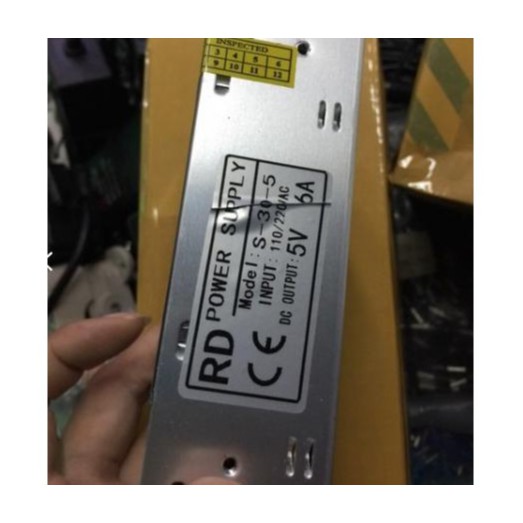 INSPECTED
3 4 5 6
9 10 11 12
RD POWER SUPPLY
Model: S-30-5
INPUT: 110/220VAC
DC OUTPUT: 5V 6A
CE